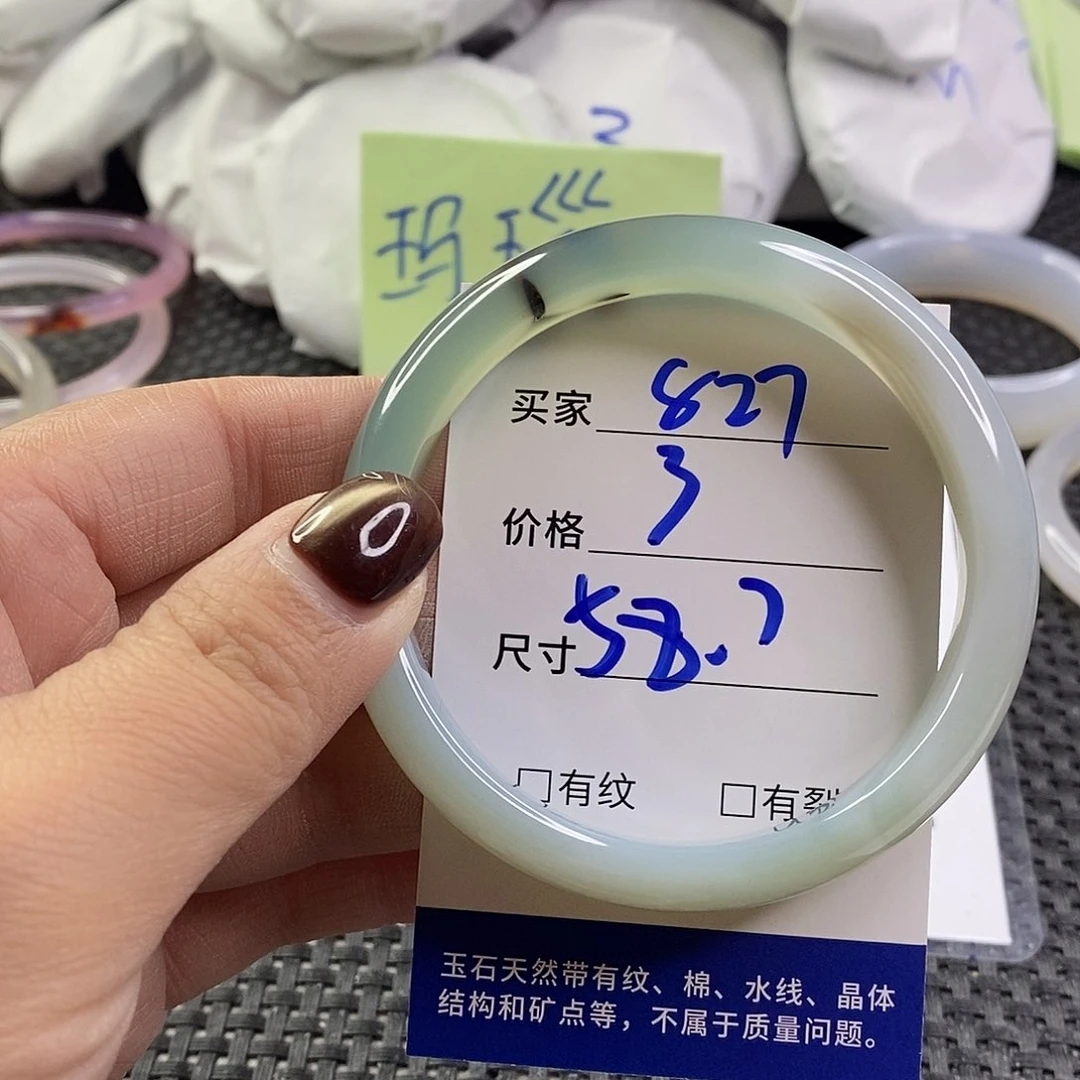 玛瑙
买家 827
价格 3
尺寸 58.7
□有纹 □有裂
玉石天然带有纹、棉、水线、晶体
结构和矿点等，不属于质量问题。